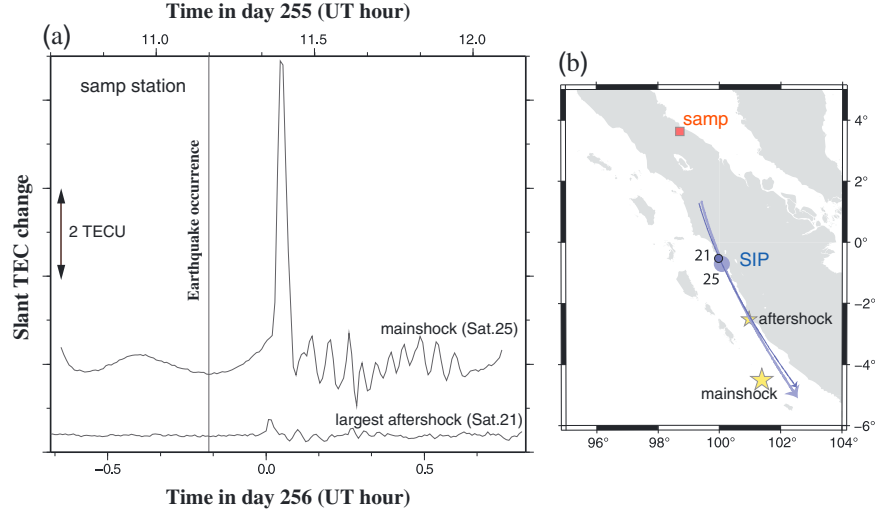 Time in day 255 (UT hour)
(a)
11.0
11.5
12.0
samp station
Earthquake occurrence
Slant TEC change
2 TECU
mainshock (Sat.25)
largest aftershock (Sat.21)
−0.5
0.0
0.5
Time in day 256 (UT hour)
(b)
samp
21
SIP
25
aftershock
mainshock
4°
2°
0°
−2°
−4°
−6°
96°
98°
100°
102°
104°